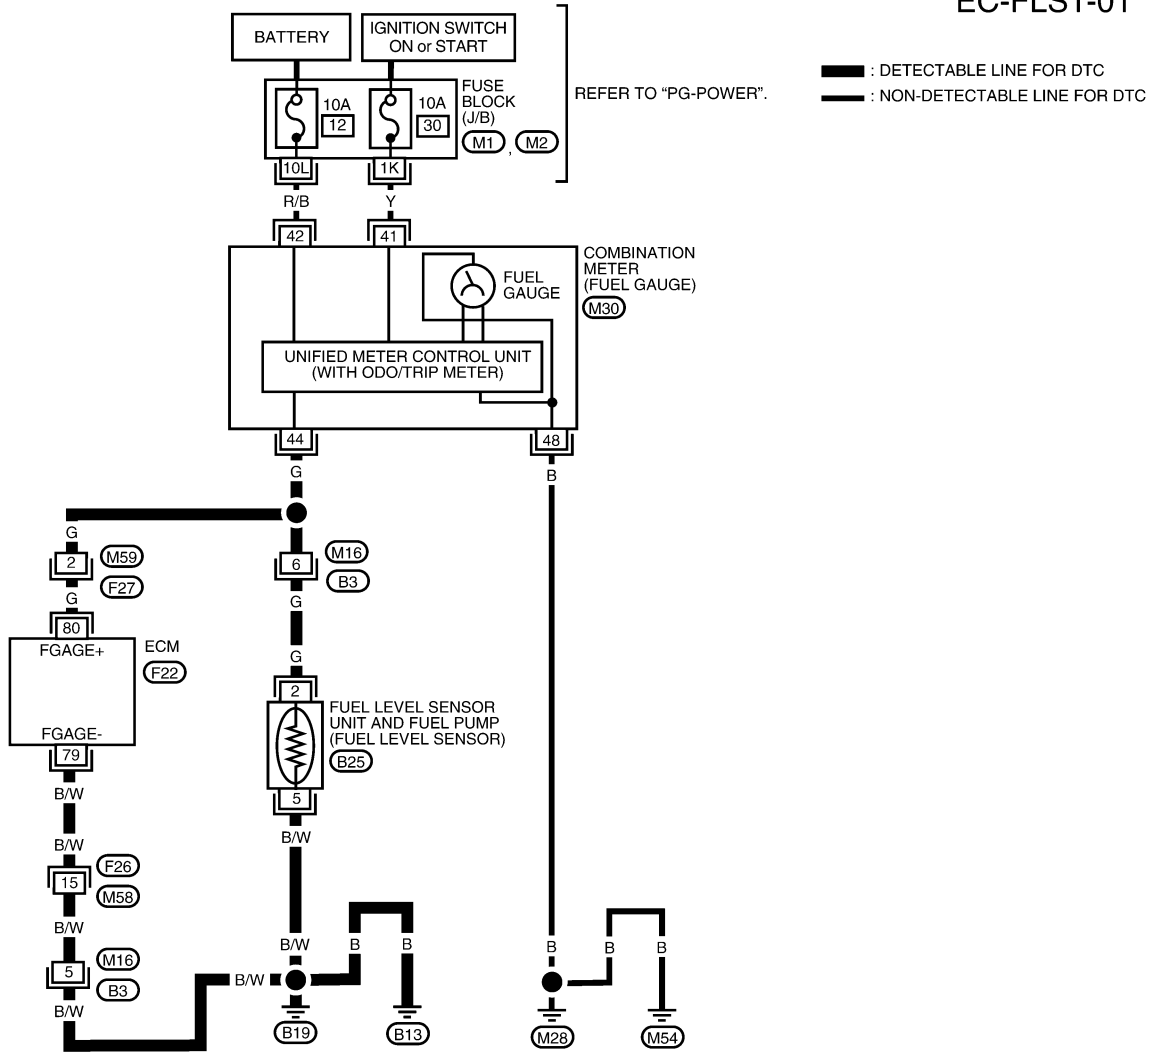 EC-FLS1-01
BATTERY
IGNITION SWITCH
ON or START
: DETECTABLE LINE FOR DTC
: NON-DETECTABLE LINE FOR DTC
10A
12
10A
30
FUSE
BLOCK
(J/B)
M1 , M2
REFER TO “PG-POWER”.
10L
1K
R/B
Y
42
41
COMBINATION
METER
(FUEL GAUGE)
M30
FUEL
GAUGE
UNIFIED METER CONTROL UNIT
(WITH ODO/TRIP METER)
44
48
G
B
G
2
M59
F27
6
M16
B3
G
G
80
FGAGE+
ECM
F22
FGAGE-
79
G
2
FUEL LEVEL SENSOR
UNIT AND FUEL PUMP
(FUEL LEVEL SENSOR)
B25
5
B/W
B/W
B/W
15
F26
M58
B/W
5
M16
B3
B/W
B/W
B/W
B
B
B
B
B
B19
B13
M28
M54